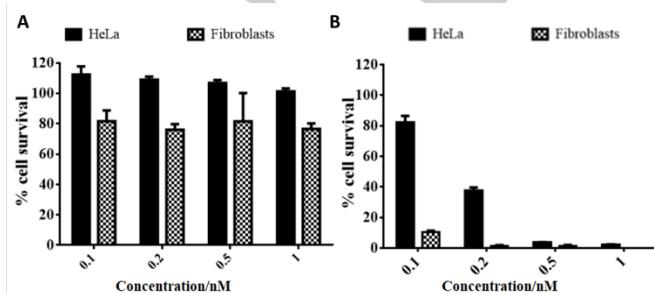 A
HeLa
Fibroblasts
% cell survival
120
100
80
60
40
20
0
0.1
0.2
0.5
1
Concentration/nM
B
HeLa
Fibroblasts
% cell survival
120
100
80
60
40
20
0
0.1
0.2
0.5
1
Concentration/nM